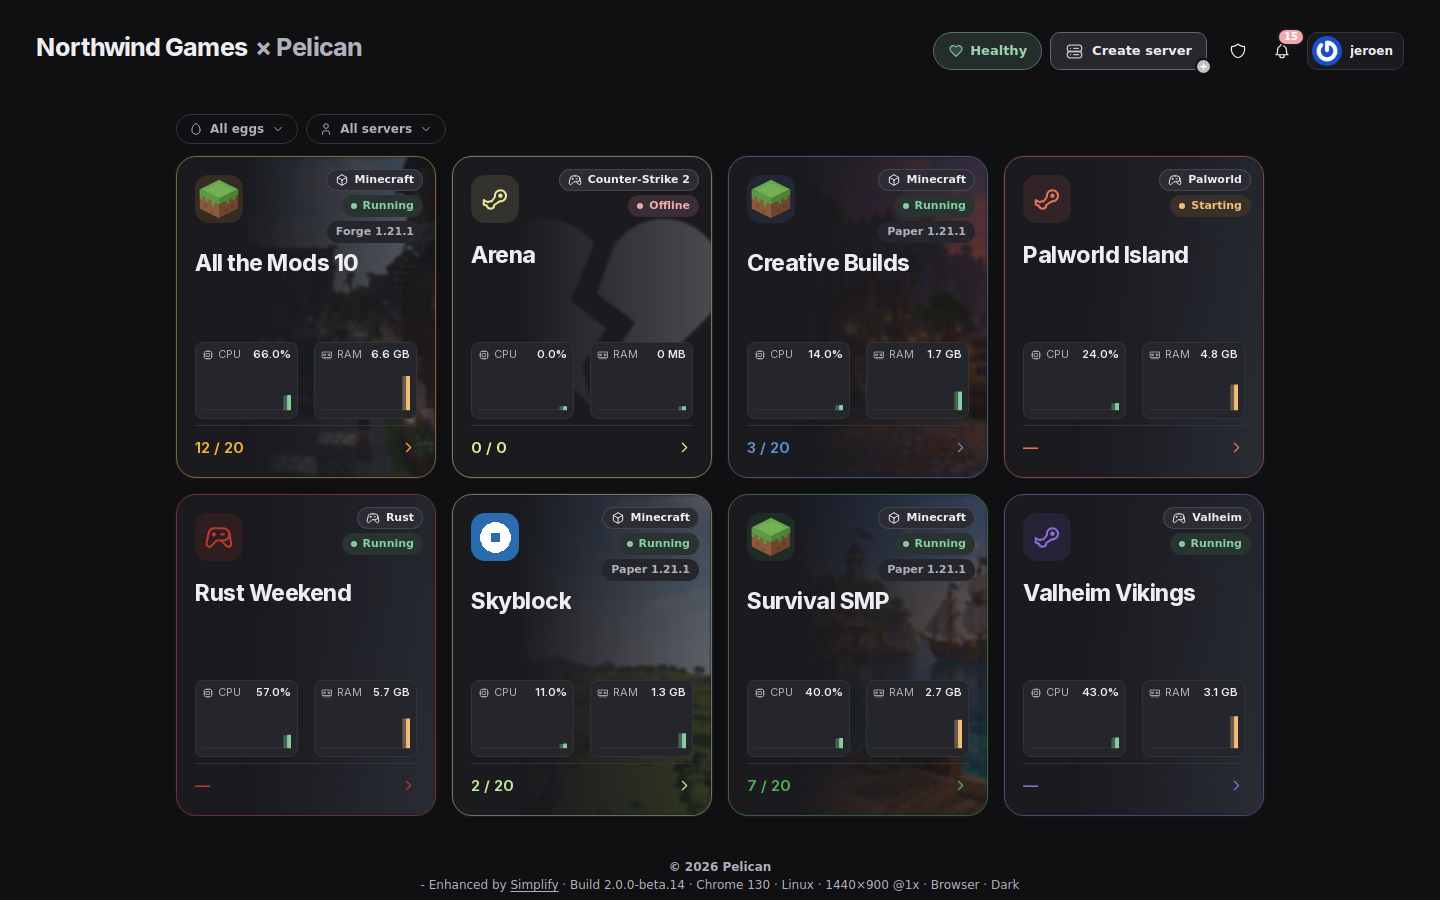 Northwind Games × Pelican
Healthy
Create server
15
jeroen
All eggs
All servers
Minecraft
Running
Forge 1.21.1
All the Mods 10
CPU 66.0%
RAM 6.6 GB
12 / 20
Counter-Strike 2
Offline
Arena
CPU 0.0%
RAM 0 MB
0 / 0
Minecraft
Running
Paper 1.21.1
Creative Builds
CPU 14.0%
RAM 1.7 GB
3 / 20
Palworld
Starting
Palworld Island
CPU 24.0%
RAM 4.8 GB
—
Rust
Running
Rust Weekend
CPU 57.0%
RAM 5.7 GB
—
Minecraft
Running
Paper 1.21.1
Skyblock
CPU 11.0%
RAM 1.3 GB
2 / 20
Minecraft
Running
Paper 1.21.1
Survival SMP
CPU 40.0%
RAM 2.7 GB
7 / 20
Valheim
Running
Valheim Vikings
CPU 43.0%
RAM 3.1 GB
—
© 2026 Pelican
- Enhanced by Simplify · Build 2.0.0-beta.14 · Chrome 130 · Linux · 1440×900 @1x · Browser · Dark